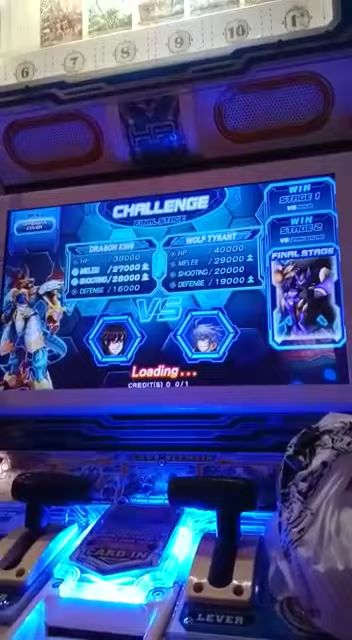 6 7 8 9 10
CHALLENGE
FINAL STAGE
WIN
STAGE 1
WIN
STAGE 2
FINAL STAGE
DRAGON KING
HP 38000
MELEE 27000
SHOOTING 28000
DEFENSE 16000
WOLF TYRANT
HP 40000
MELEE 29000
SHOOTING 20000
DEFENSE 19000
VS
Loading...
CREDIT(S) 0 0/1
CARD IN
LEVER